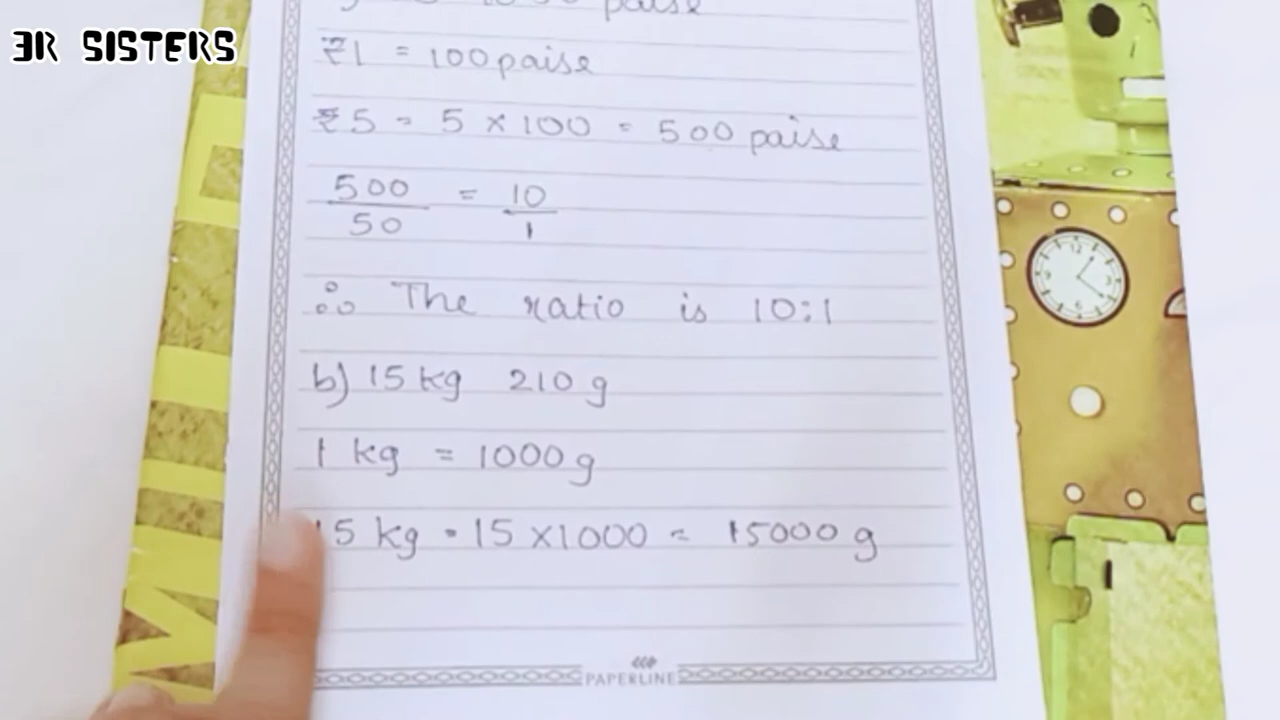 3R SISTERS
paise
₹1 = 100 paise
₹5 = 5 × 100 = 500 paise
500 = 10
50 1
∴ The ratio is 10:1
b) 15 kg 210 g
1 kg = 1000 g
15 kg = 15 × 1000 = 15000 g
PAPERLINE